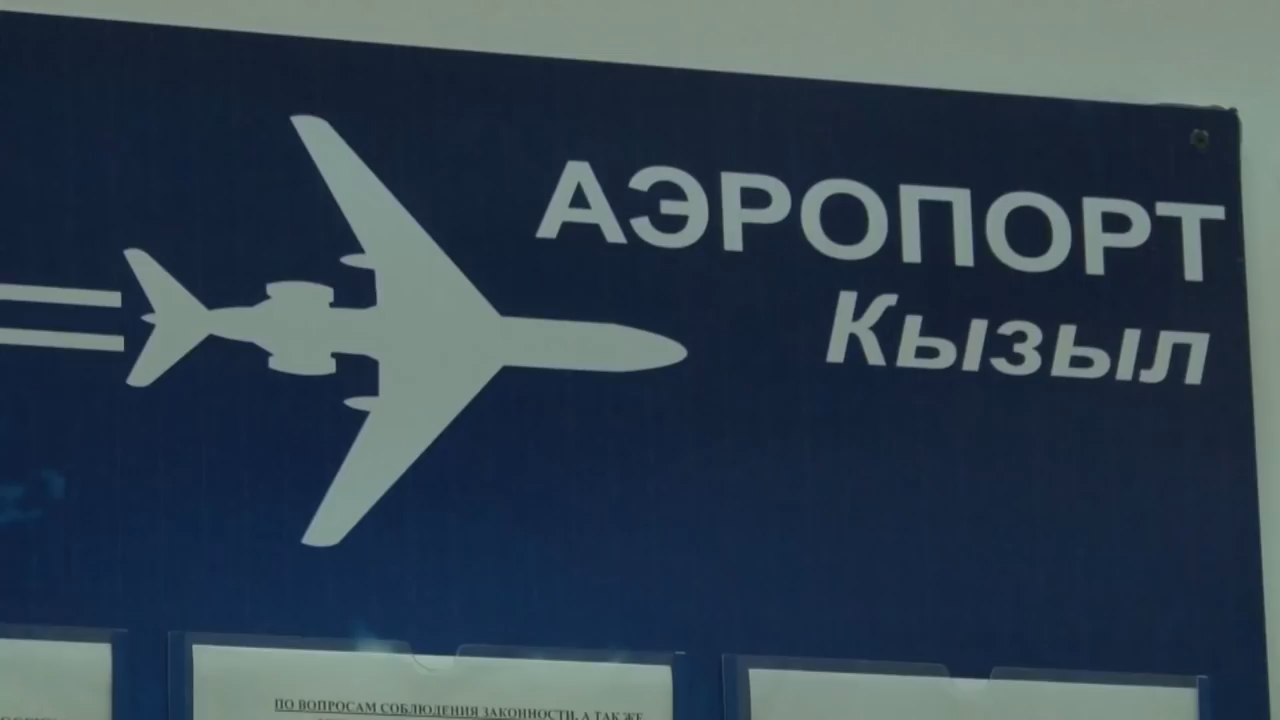 АЭРОПОРТ
Кызыл
ПО ВОПРОСАМ СОБЛЮДЕНИЯ ЗАКОННОСТИ, А ТАК ЖЕ